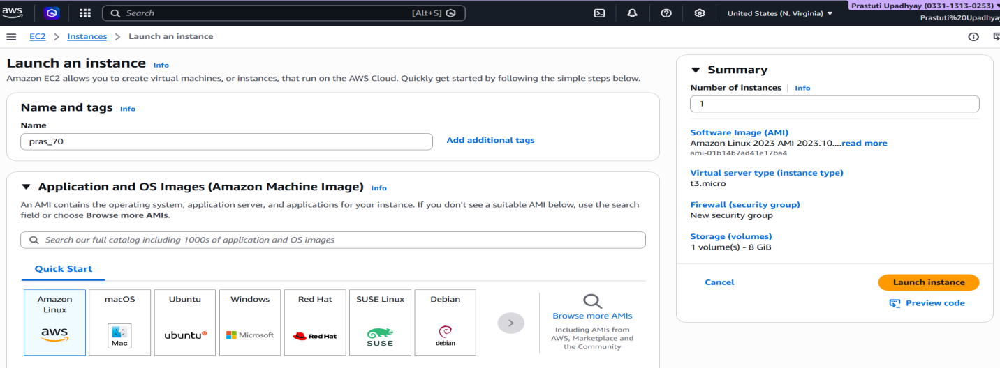 aws
Search [Alt+S]
United States (N. Virginia)
Prastuti Upadhyay (0331-1313-0253)
Prastuti%20Upadhyay
EC2 > Instances > Launch an instance
Launch an instance Info
Amazon EC2 allows you to create virtual machines, or instances, that run on the AWS Cloud. Quickly get started by following the simple steps below.
Name and tags Info
Name
pras_70
Add additional tags
Application and OS Images (Amazon Machine Image) Info
An AMI contains the operating system, application server, and applications for your instance. If you don't see a suitable AMI below, use the search
field or choose Browse more AMIs.
Search our full catalog including 1000s of application and OS images
Quick Start
Amazon
Linux
aws
macOS
Mac
Ubuntu
ubuntu
Windows
Microsoft
Red Hat
Red Hat
SUSE Linux
SUSE
Debian
debian
Browse more AMIs
Including AMIs from
AWS, Marketplace and
the Community
Summary
Number of instances Info
1
Software Image (AMI)
Amazon Linux 2023 AMI 2023.10....read more
ami-01b14b7ad41e17ba4
Virtual server type (instance type)
t3.micro
Firewall (security group)
New security group
Storage (volumes)
1 volume(s) - 8 GiB
Cancel
Launch instance
Preview code